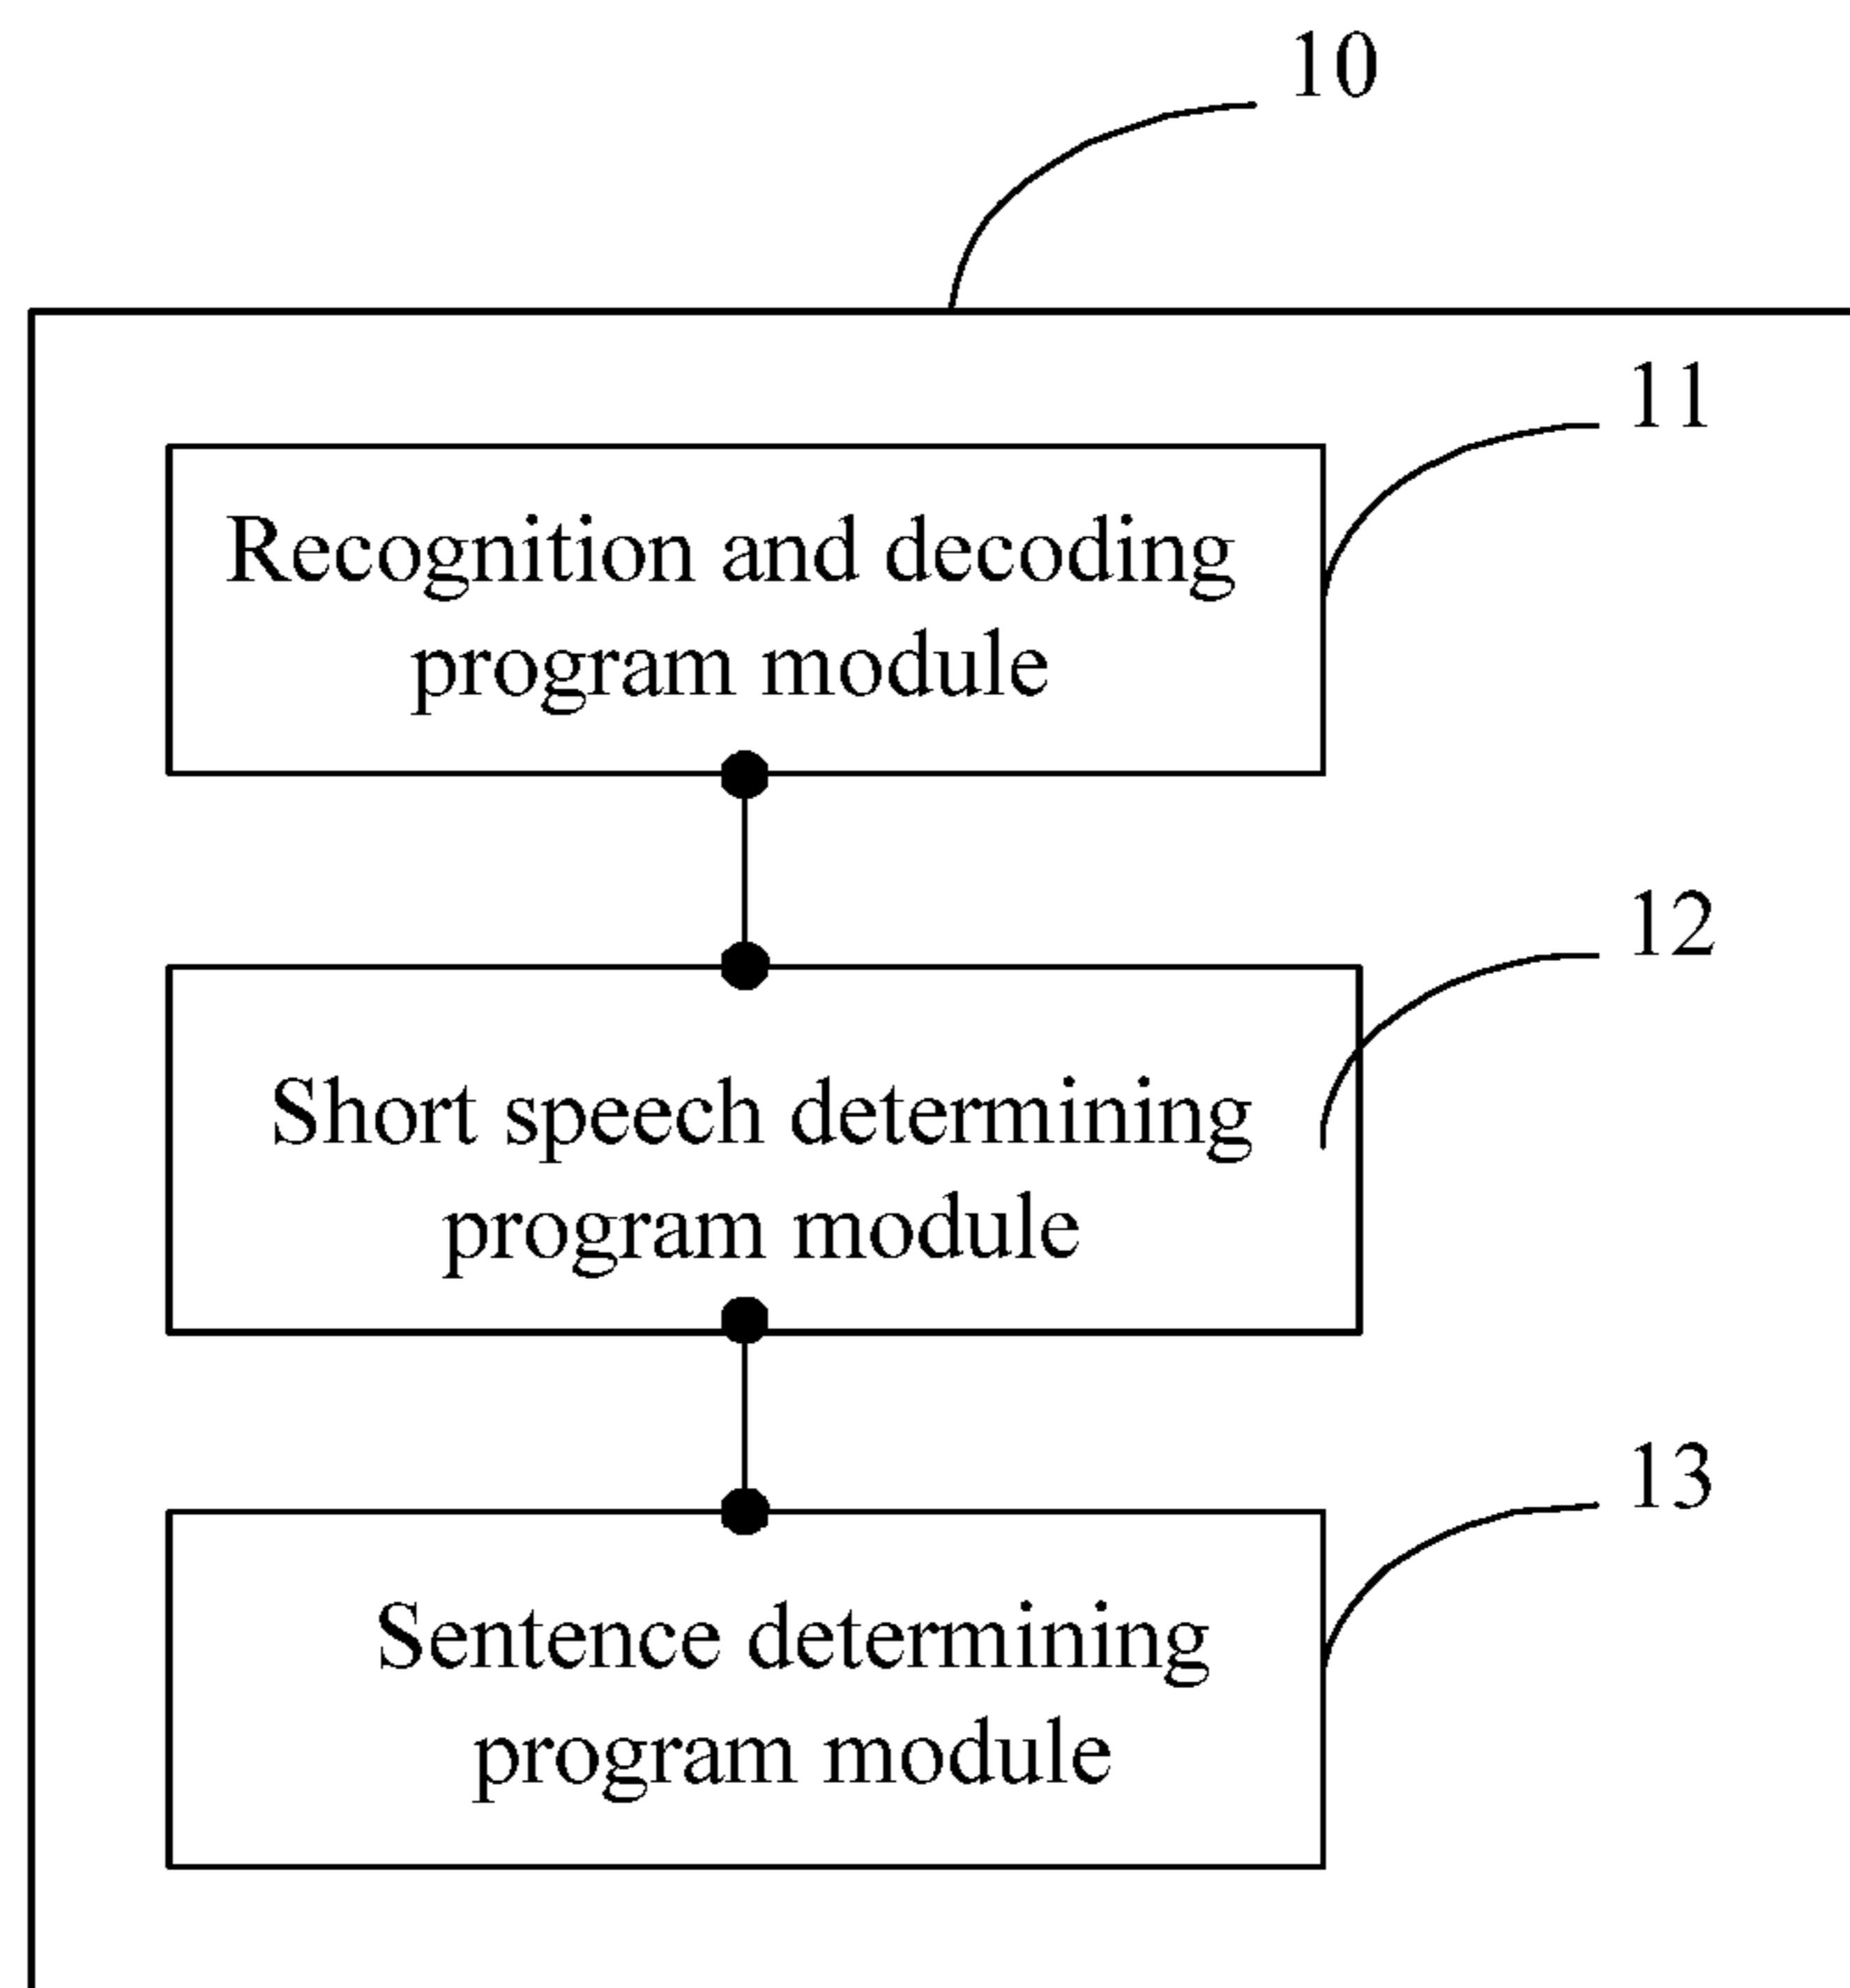 10
11
Recognition and decoding
program module
12
Short speech determining
program module
13
Sentence determining
program module